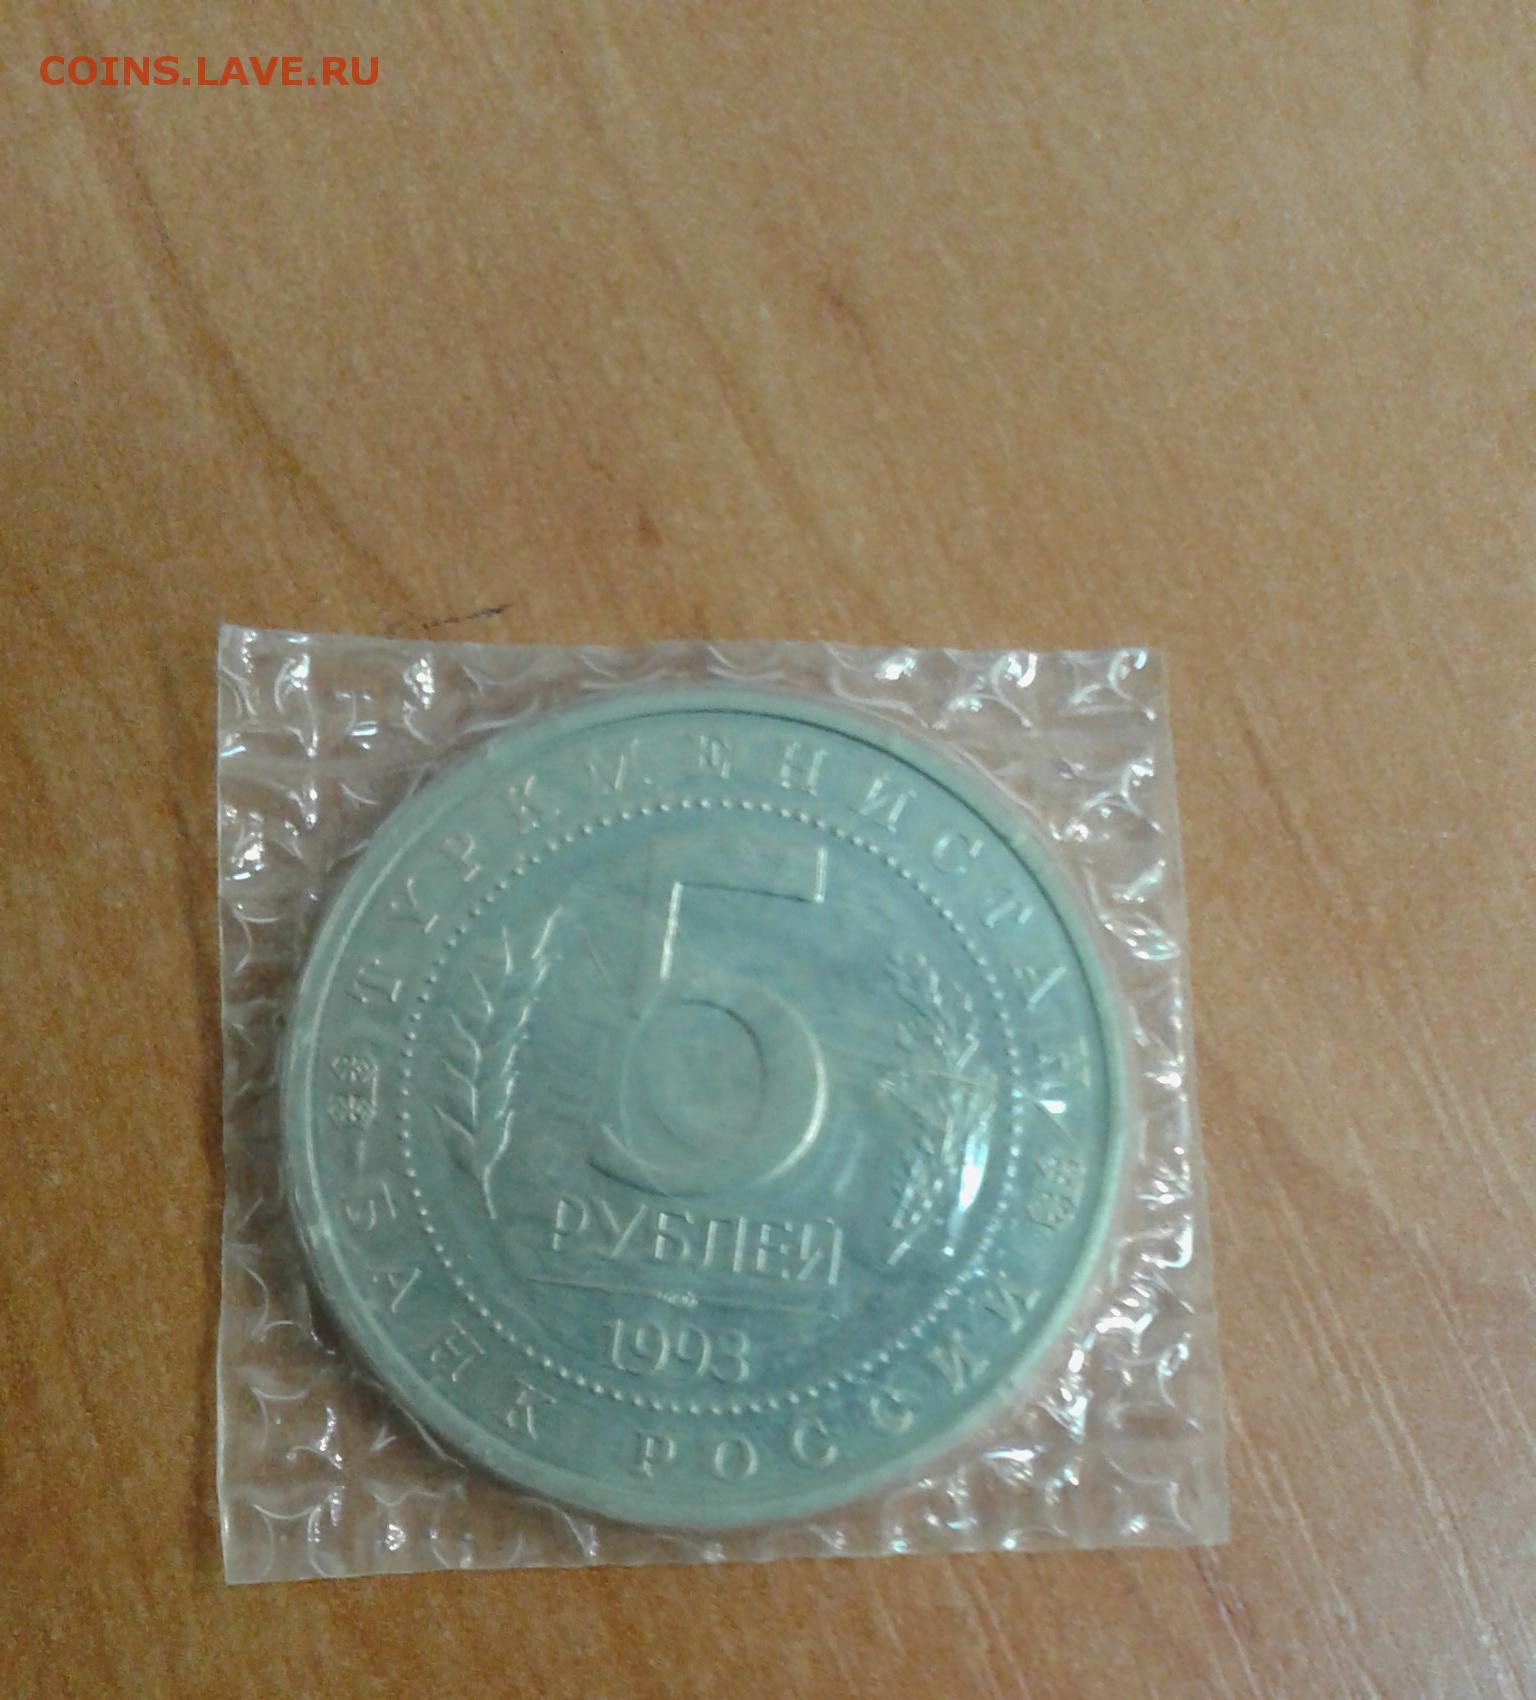 COINS.LAVE.RU
ТУРКМЕНИСТАН
5
РУБЛЕЙ
1993
БАНК РОССИИ